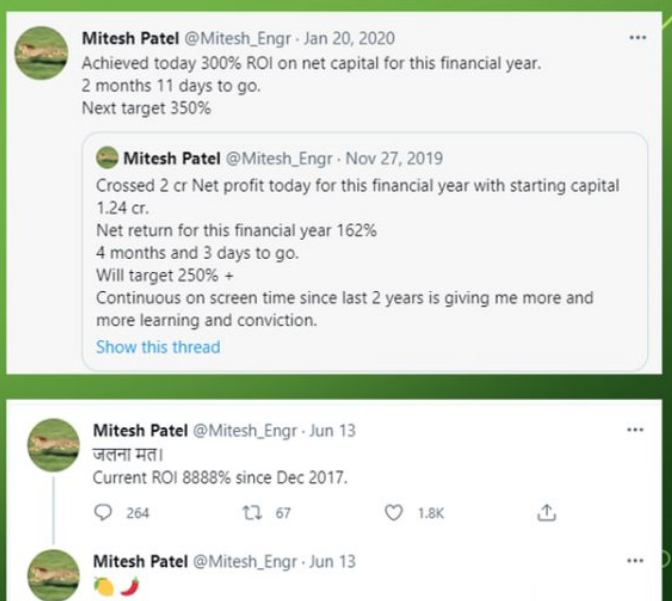 Mitesh Patel @Mitesh_Engr · Jan 20, 2020
Achieved today 300% ROI on net capital for this financial year.
2 months 11 days to go.
Next target 350%
Mitesh Patel @Mitesh_Engr · Nov 27, 2019
Crossed 2 cr Net profit today for this financial year with starting capital
1.24 cr.
Net return for this financial year 162%
4 months and 3 days to go.
Will target 250% +
Continuous on screen time since last 2 years is giving me more and
more learning and conviction.
Show this thread
Mitesh Patel @Mitesh_Engr · Jun 13
जलना मत।
Current ROI 8888% since Dec 2017.
264 67 1.8K
Mitesh Patel @Mitesh_Engr · Jun 13
🍋🌶️